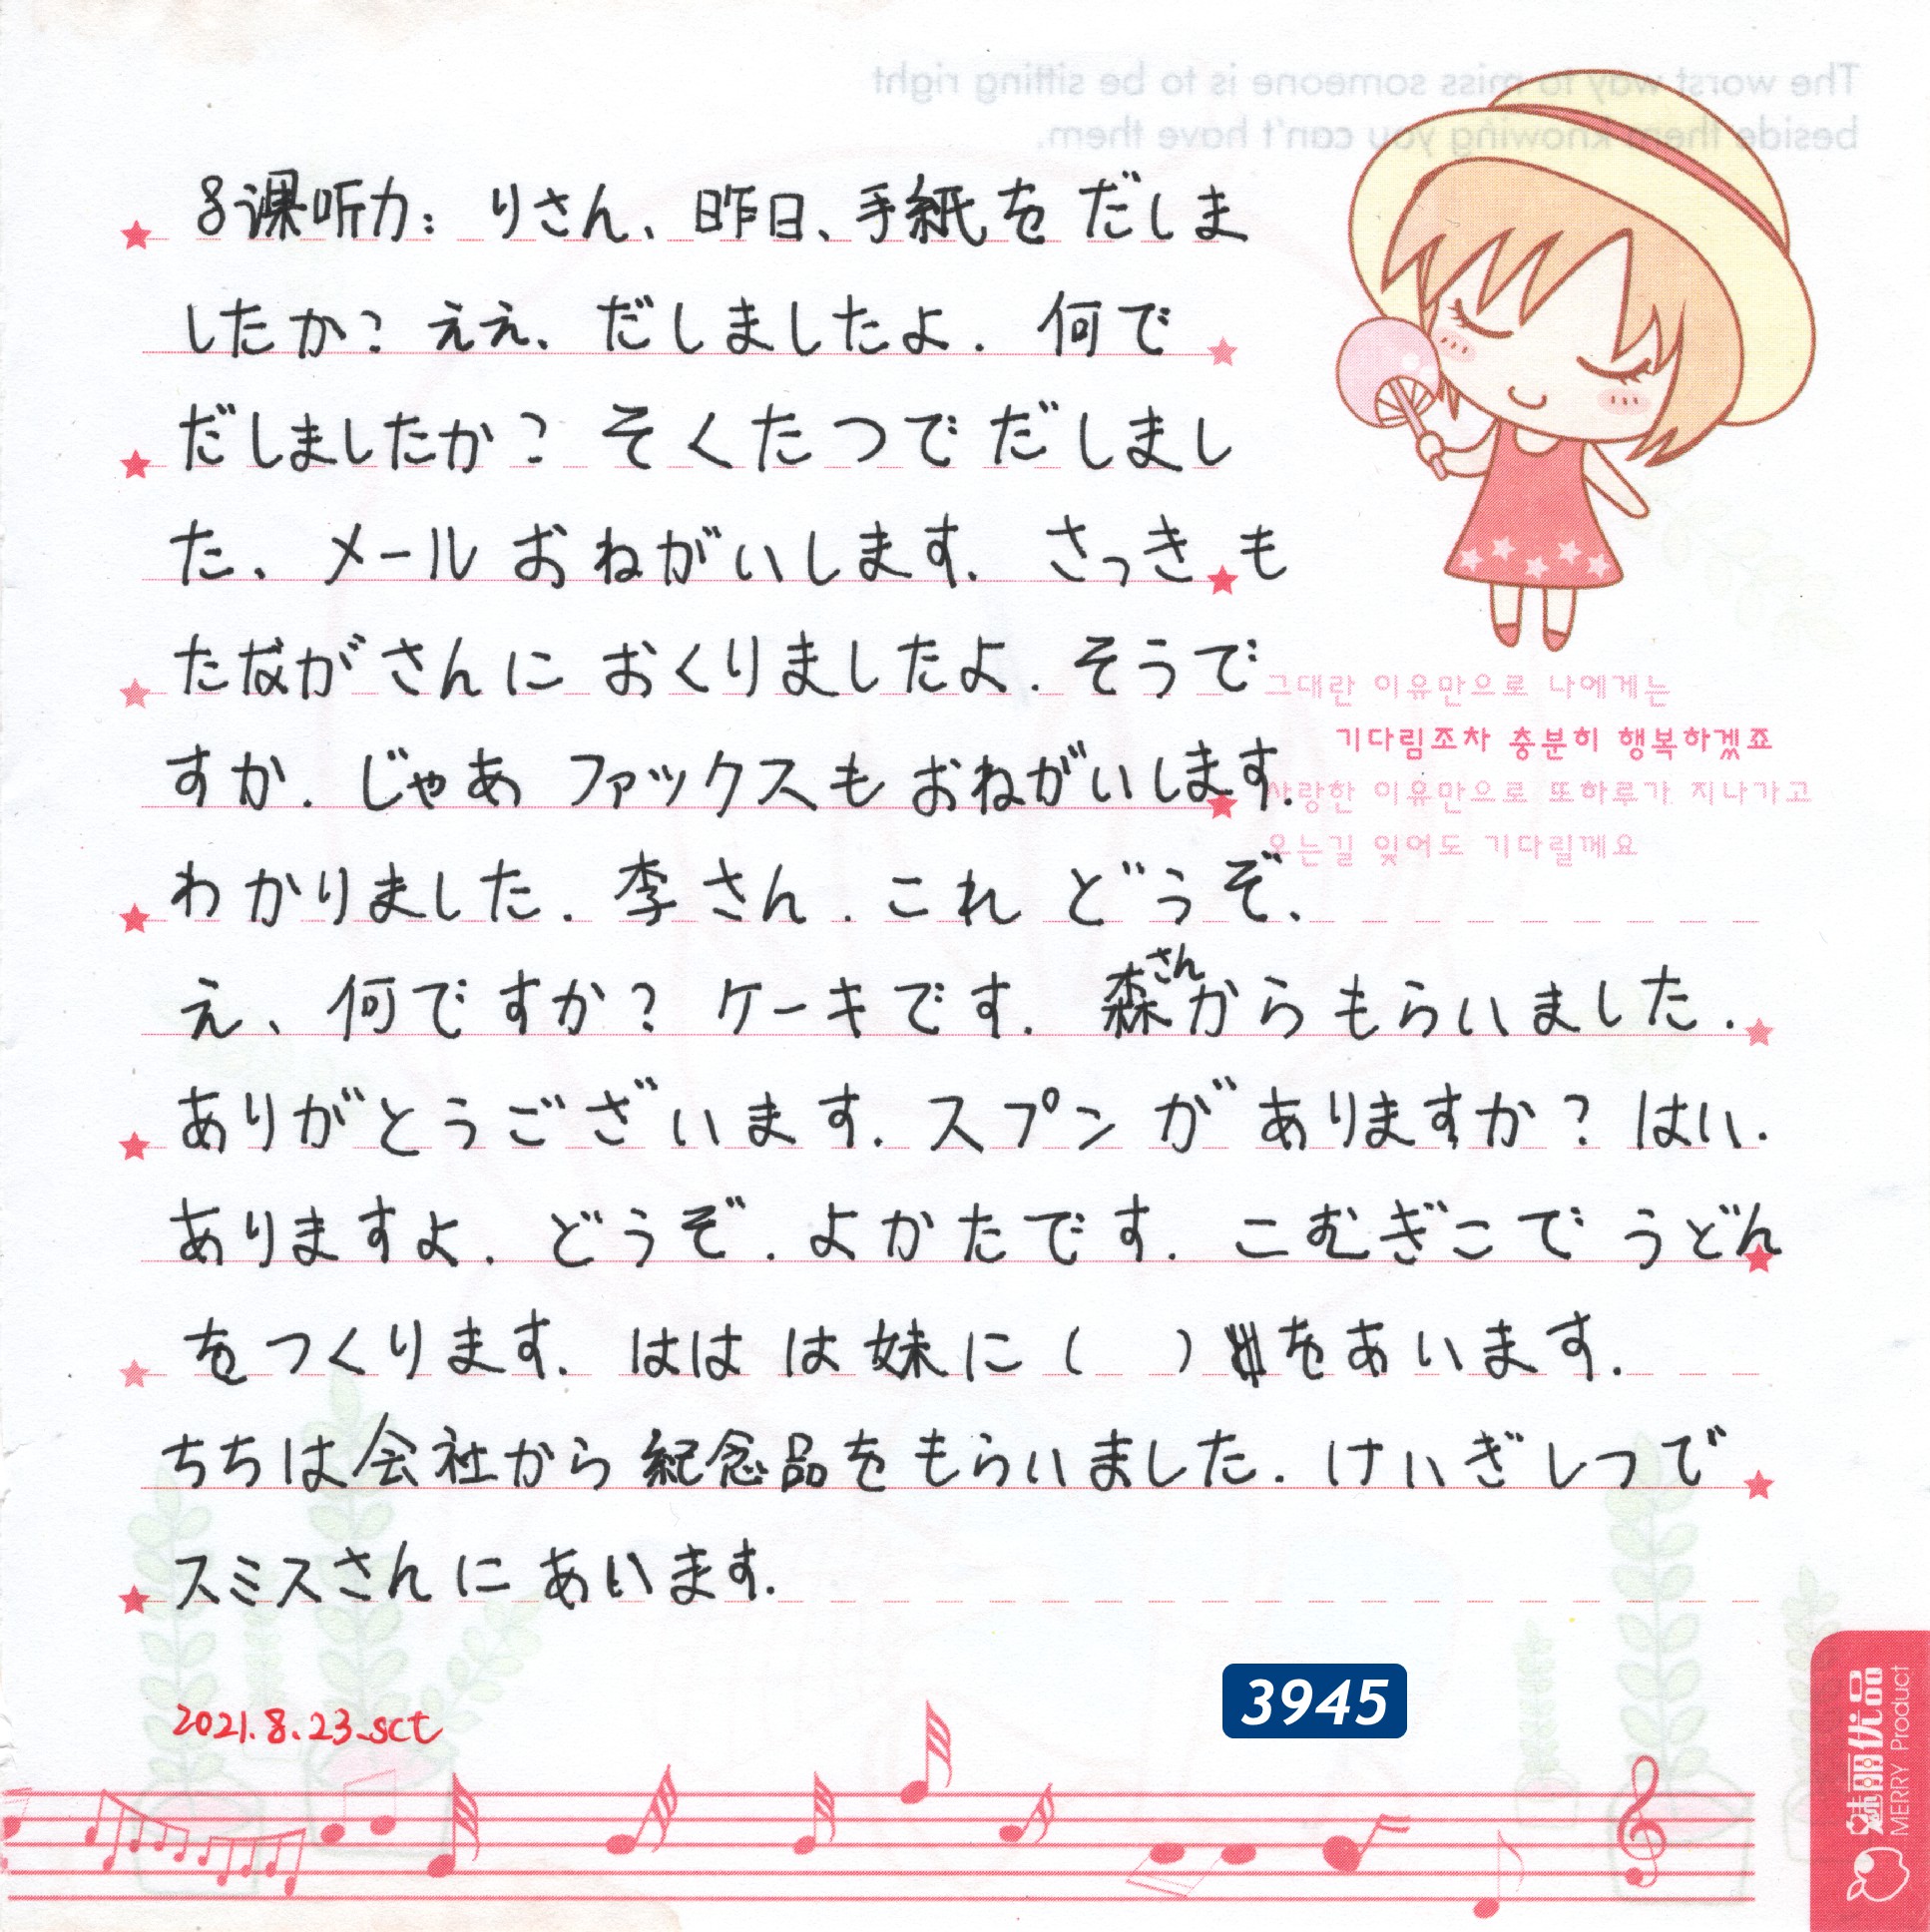 The worst way to miss someone is to be sitting right
beside them knowing you can't have them.
8课听力: りさん、昨日、手紙を だしま
したか? ええ、だしましたよ. 何で
だしましたか? そくたつで だしまし
た、メール おねがいします. さっきも
たながさんに おくりましたよ. そうで
すか. じゃあ ファックスも おねがいします.
わかりました. 李さん. これ どうぞ.
え、何ですか? ケーキです. 森さんから もらいました.
ありがとうございます. スプンが ありますか? はい.
ありますよ. どうぞ. よかたです. こむぎこで うどん
をつくります. はは は 妹に ( ) をあいます.
ちちは会社から 紀念品を もらいました. けいぎしつで
スミスさんに あいます.
그대란 이유만으로 나에게는
기다림조차 충분히 행복하겠죠
사랑한 이유만으로 또하루가 지나가고
오는길 잊어도 기다릴께요
2021.8.23.sct
3945
魅丽优品
MERRY Product